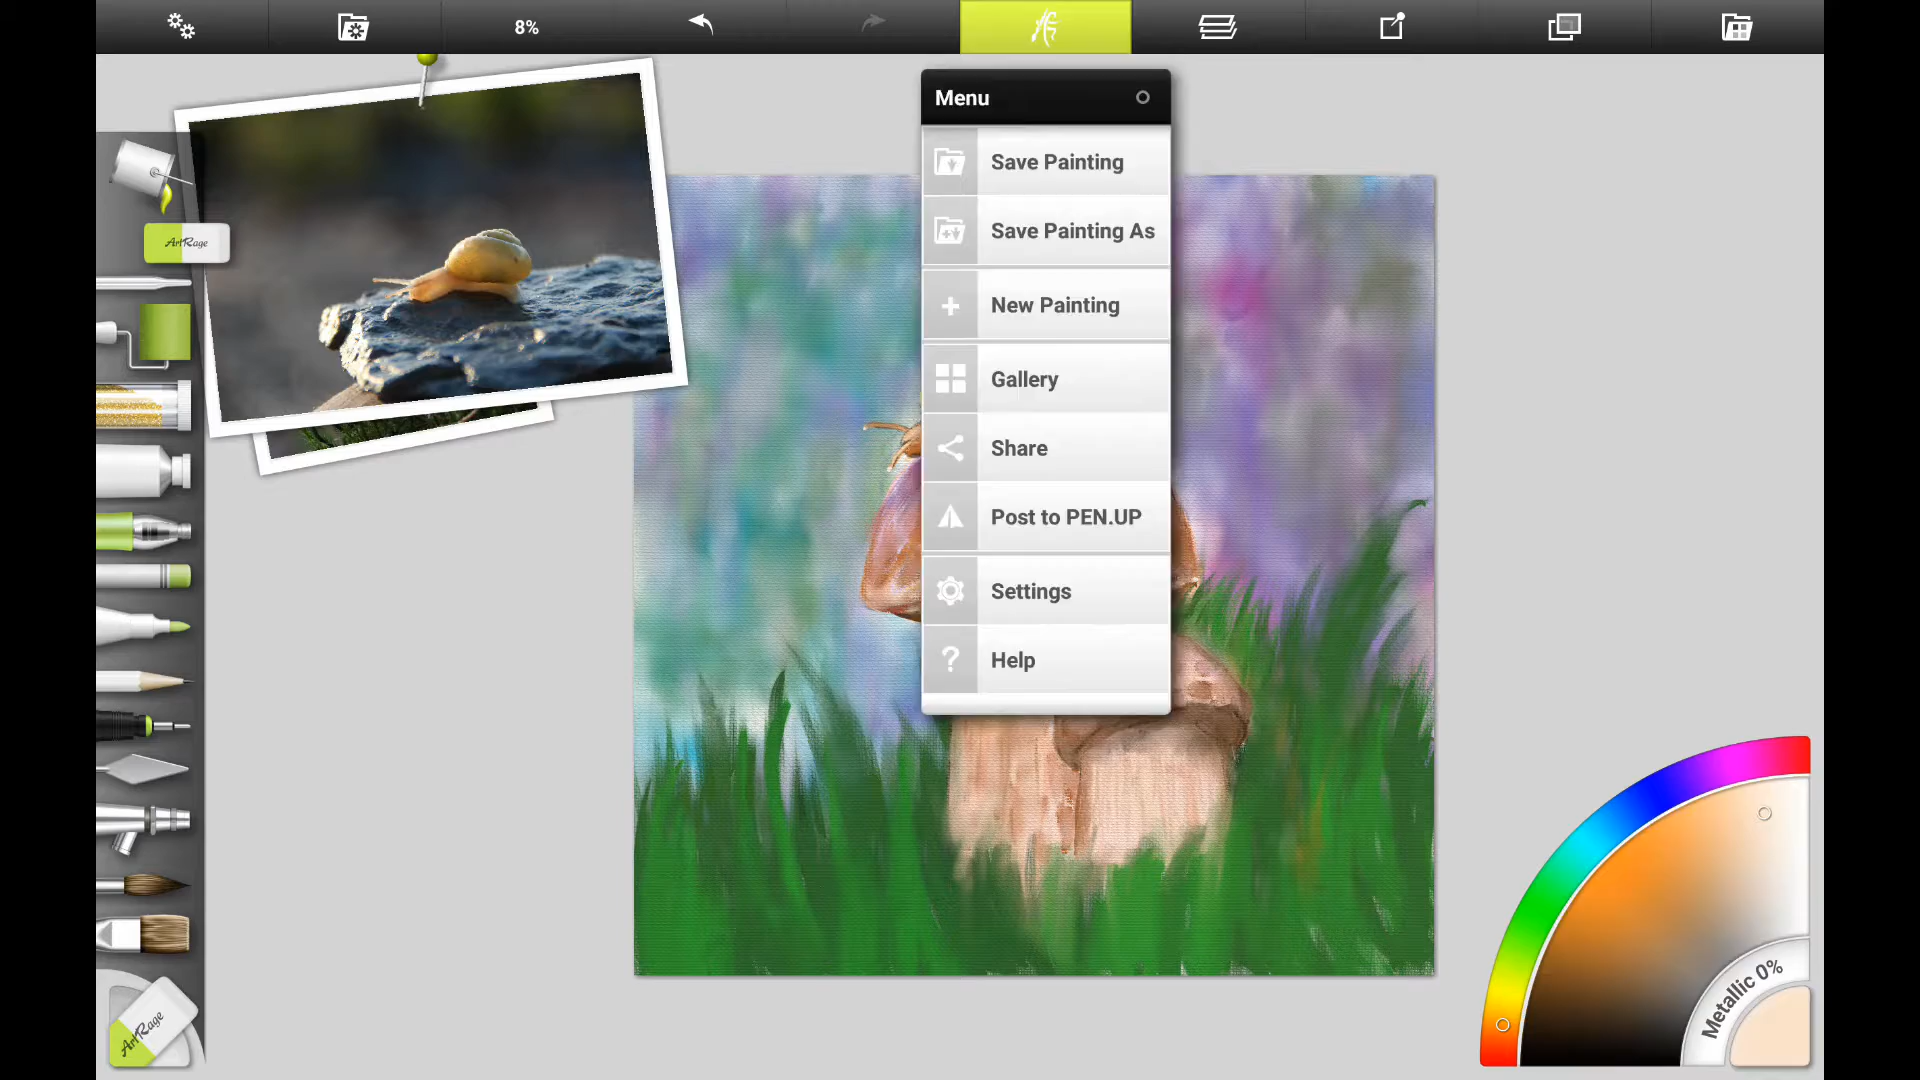 8%
Menu
Save Painting
Save Painting As
ArtRage
New Painting
Gallery
Share
Post to PEN.UP
Settings
? Help
Metallic 0%
ArtRage